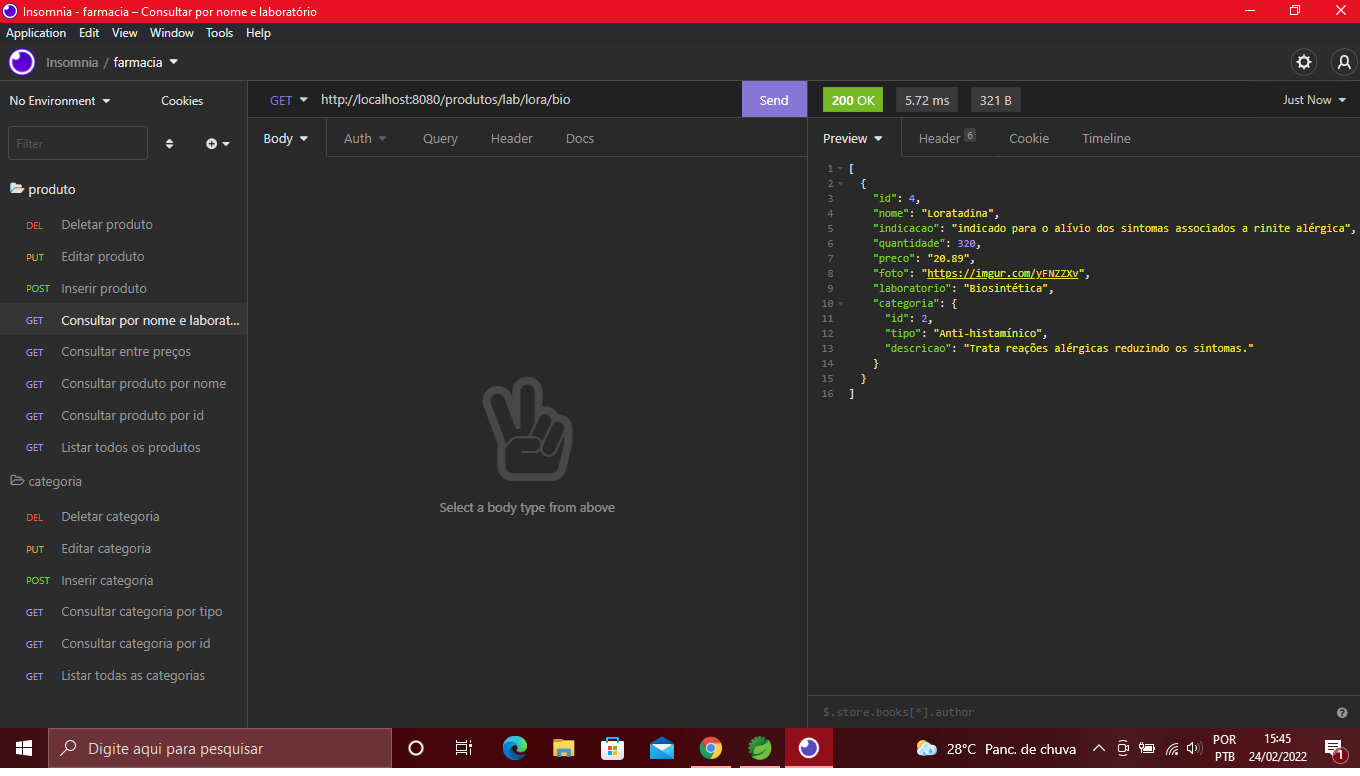 Insomnia - farmacia – Consultar por nome e laboratório
Application Edit View Window Tools Help
Insomnia / farmacia
No Environment Cookies
Filter
produto
DEL Deletar produto
PUT Editar produto
POST Inserir produto
GET Consultar por nome e laborat...
GET Consultar entre preços
GET Consultar produto por nome
GET Consultar produto por id
GET Listar todos os produtos
categoria
DEL Deletar categoria
PUT Editar categoria
POST Inserir categoria
GET Consultar categoria por tipo
GET Consultar categoria por id
GET Listar todas as categorias
GET http://localhost:8080/produtos/lab/lora/bio Send
Body Auth Query Header Docs
Select a body type from above
200 OK 5.72 ms 321 B Just Now
Preview Header 6 Cookie Timeline
1 [
2 {
3 "id": 4,
4 "nome": "Loratadina",
5 "indicacao": "indicado para o alívio dos sintomas associados a rinite alérgica",
6 "quantidade": 320,
7 "preco": "20.89",
8 "foto": "https://imgur.com/yFNZZXv",
9 "laboratorio": "Biosintética",
10 "categoria": {
11 "id": 2,
12 "tipo": "Anti-histamínico",
13 "descricao": "Trata reações alérgicas reduzindo os sintomas."
14 }
15 }
16 ]
$.store.books[*].author
Digite aqui para pesquisar
28°C Panc. de chuva
POR
PTB
15:45
24/02/2022
1